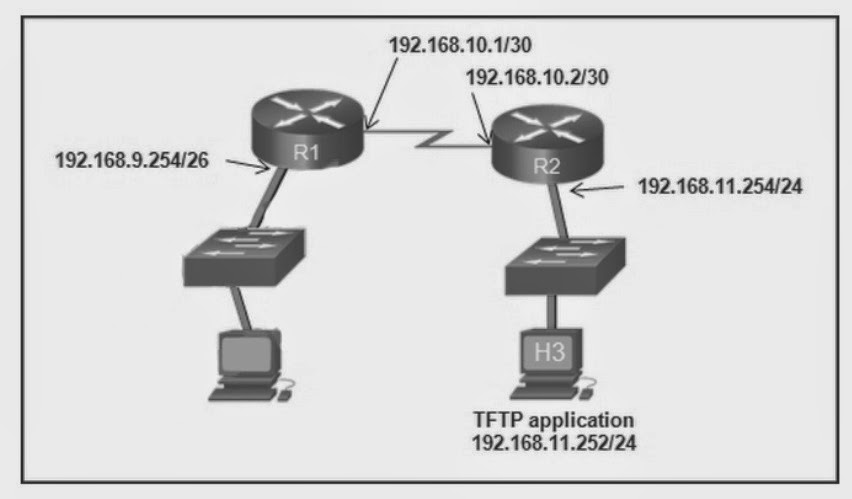 192.168.10.1/30
192.168.10.2/30
R1
192.168.9.254/26
R2
192.168.11.254/24
H3
TFTP application
192.168.11.252/24